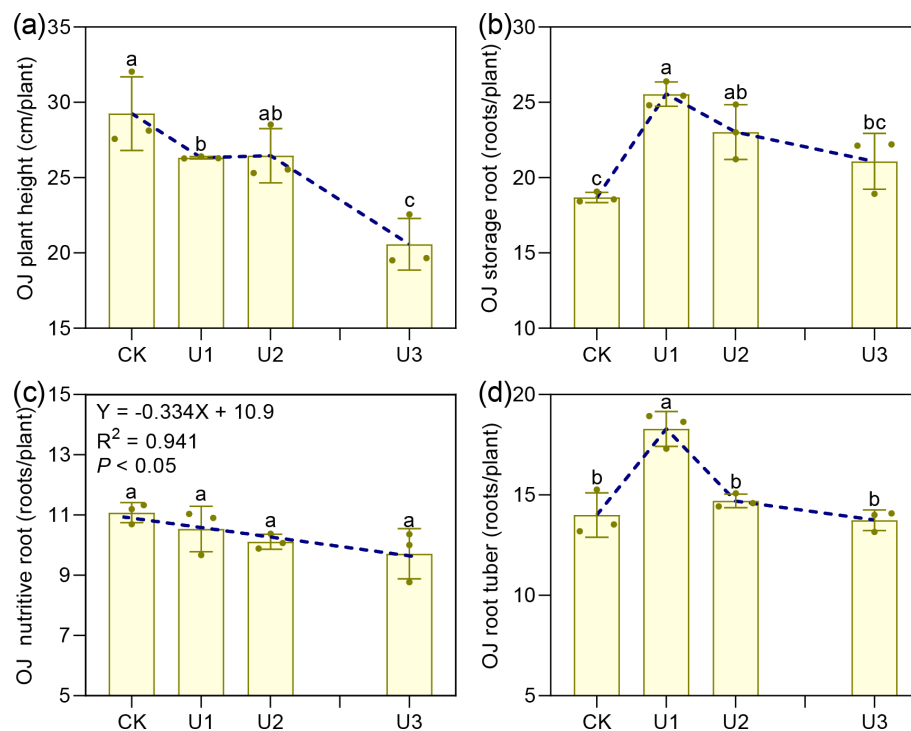 (a)
OJ plant height (cm/plant)
35
30
25
20
15
a
b
ab
c
CK U1 U2 U3
(b)
OJ storage root (roots/plant)
30
25
20
15
10
c
a
ab
bc
CK U1 U2 U3
(c)
OJ nutritive root (roots/plant)
15
13
11
9
7
5
Y = -0.334X + 10.9
R² = 0.941
P < 0.05
a
a
a
a
CK U1 U2 U3
(d)
OJ root tuber (roots/plant)
20
15
10
5
b
a
b
b
CK U1 U2 U3